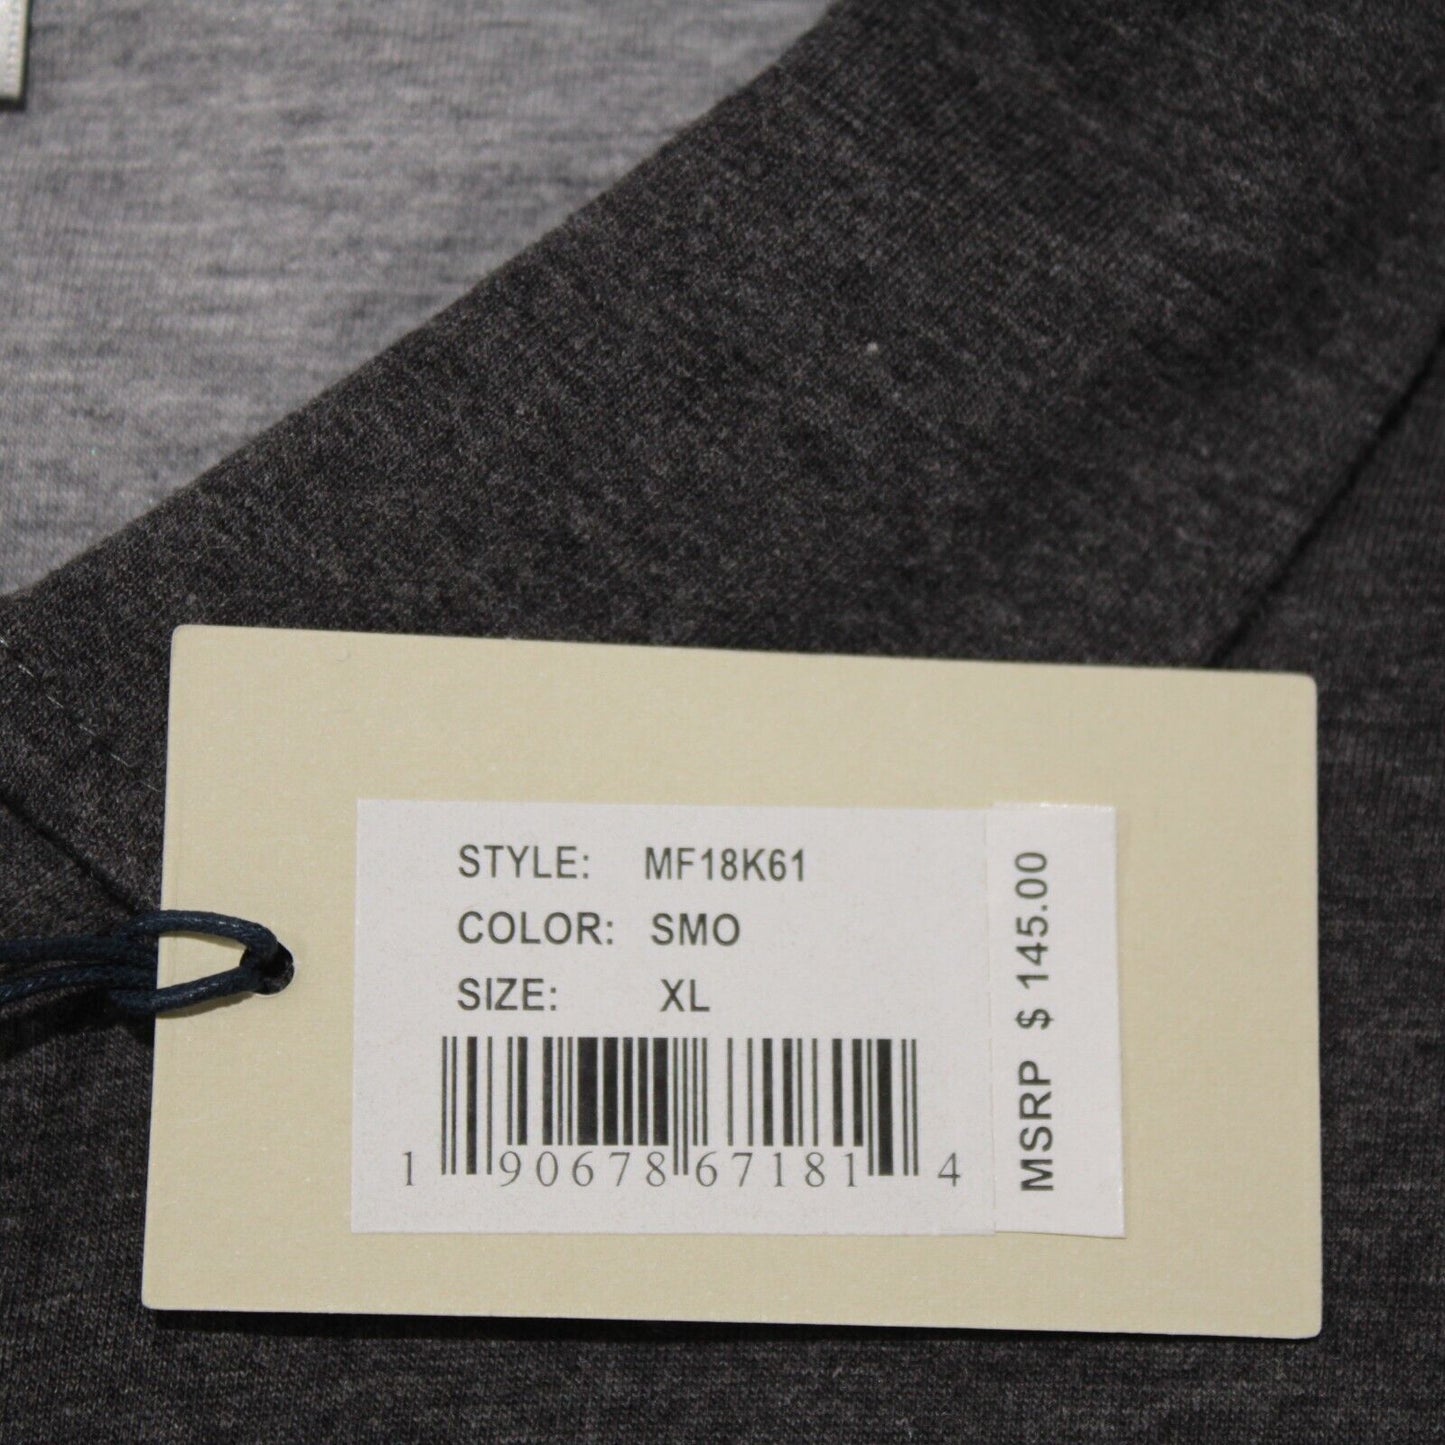 STYLE: MF18K61
COLOR: SMO
SIZE: XL
1 90678 67181 4
MSRP $ 145.00